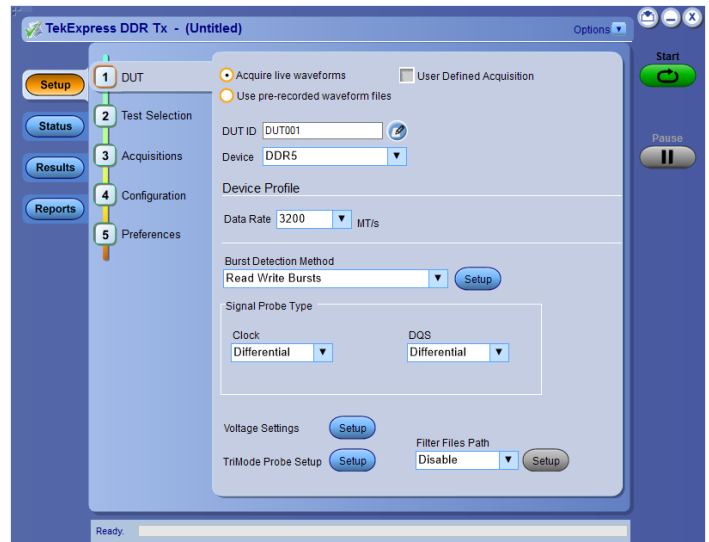 TekExpress DDR Tx - (Untitled)
Options
Start
Setup
Status
Results
Reports
1 DUT
2 Test Selection
3 Acquisitions
4 Configuration
5 Preferences
Acquire live waveforms
User Defined Acquisition
Use pre-recorded waveform files
DUT ID DUT001
Device DDR5
Pause
Device Profile
Data Rate 3200 MT/s
Burst Detection Method
Read Write Bursts Setup
Signal Probe Type
Clock DQS
Differential Differential
Voltage Settings Setup
Filter Files Path
TriMode Probe Setup Setup Disable Setup
Ready.